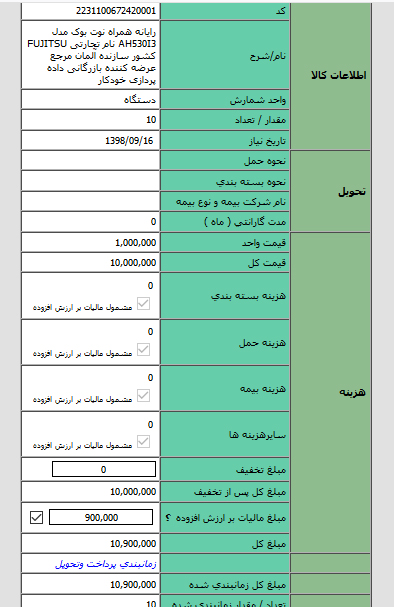 کد
2231100672420001
اطلاعات کالا
نام/شرح
رایانه همراه نوت بوک مدل
AH530I3 نام تجارتی FUJITSU
کشور سازنده آلمان مرجع
عرضه کننده بازرگانی داده
پردازی خودکار
واحد شمارش
دستگاه
مقدار / تعداد
10
تاریخ نیاز
1398/09/16
تحویل
نحوه حمل
نحوه بسته بندي
نام شرکت بیمه و نوع بیمه
مدت گارانتی ( ماه )
0
هزینه
قیمت واحد
1,000,000
قیمت کل
10,000,000
هزینه بسته بندي
0
مشمول مالیات بر ارزش افزوده
هزینه حمل
0
مشمول مالیات بر ارزش افزوده
هزینه بیمه
0
مشمول مالیات بر ارزش افزوده
سایرهزینه ها
0
مشمول مالیات بر ارزش افزوده
مبلغ تخفیف
0
مبلغ کل پس از تخفیف
10,000,000
مبلغ مالیات بر ارزش افزوده ؟
900,000
مبلغ کل
10,900,000
زمانبندي پرداخت وتحویل
مبلغ کل زمانبندي شده
10,900,000
تعداد / مقدار زمانبندي شده
10